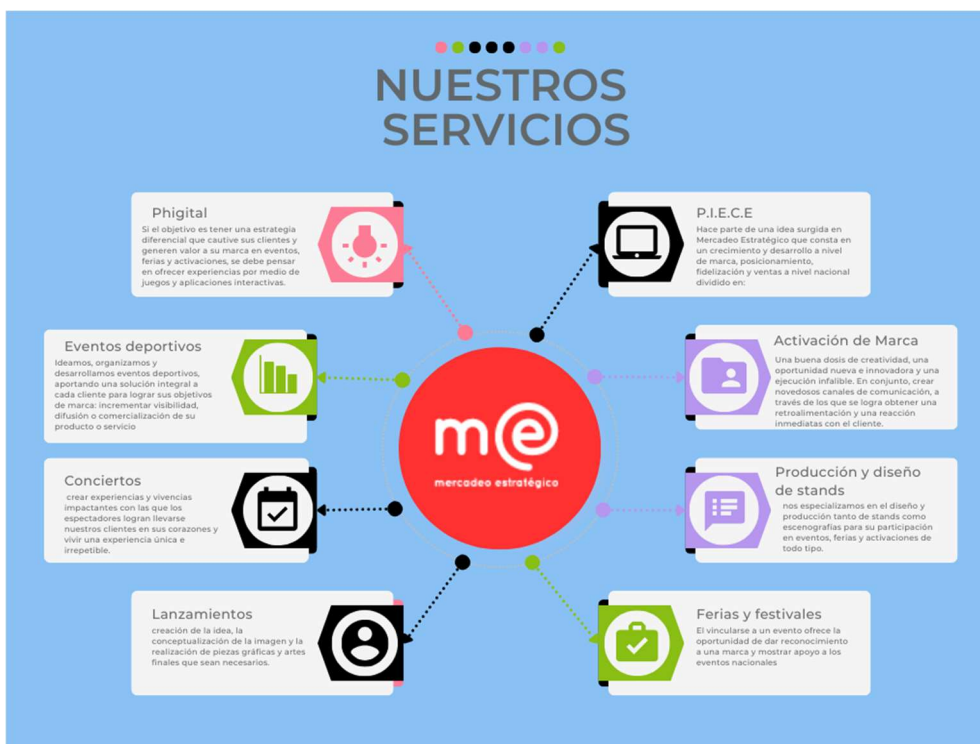 NUESTROS
SERVICIOS
Phigital
Si el objetivo es tener una estrategia
diferencial que cautive sus clientes y
generen valor a su marca en eventos,
ferias y activaciones, se debe pensar
en ofrecer experiencias por medio de
juegos y aplicaciones interactivas.
P.I.E.C.E
Hace parte de una idea surgida en
Mercadeo Estratégico que consta en
un crecimiento y desarrollo a nivel
de marca, posicionamiento,
fidelización y ventas a nivel nacional
dividido en:
Eventos deportivos
Ideamos, organizamos y
desarrollamos eventos deportivos,
aportando una solución integral a
cada cliente para lograr sus objetivos
de marca: incrementar visibilidad,
difusión o comercialización de su
producto o servicio
Activación de Marca
Una buena dosis de creatividad, una
oportunidad nueva e innovadora y una
ejecución infalible. En conjunto, crear
novedosos canales de comunicación, a
través de los que se logra obtener una
retroalimentación y una reacción
inmediatas con el cliente.
m@
mercadeo estratégico
Conciertos
crear experiencias y vivencias
impactantes con las que los
espectadores logran llevarse
nuestros clientes en sus corazones y
vivir una experiencia única e
irrepetible.
Producción y diseño
de stands
nos especializamos en el diseño y
producción tanto de stands como
escenografías para su participación
en eventos, ferias y activaciones de
todo tipo.
Lanzamientos
creación de la idea, la
conceptualización de la imagen y la
realización de piezas gráficas y artes
finales que sean necesarios.
Ferias y festivales
El vincularse a un evento ofrece la
oportunidad de dar reconocimiento
a una marca y mostrar apoyo a los
eventos nacionales